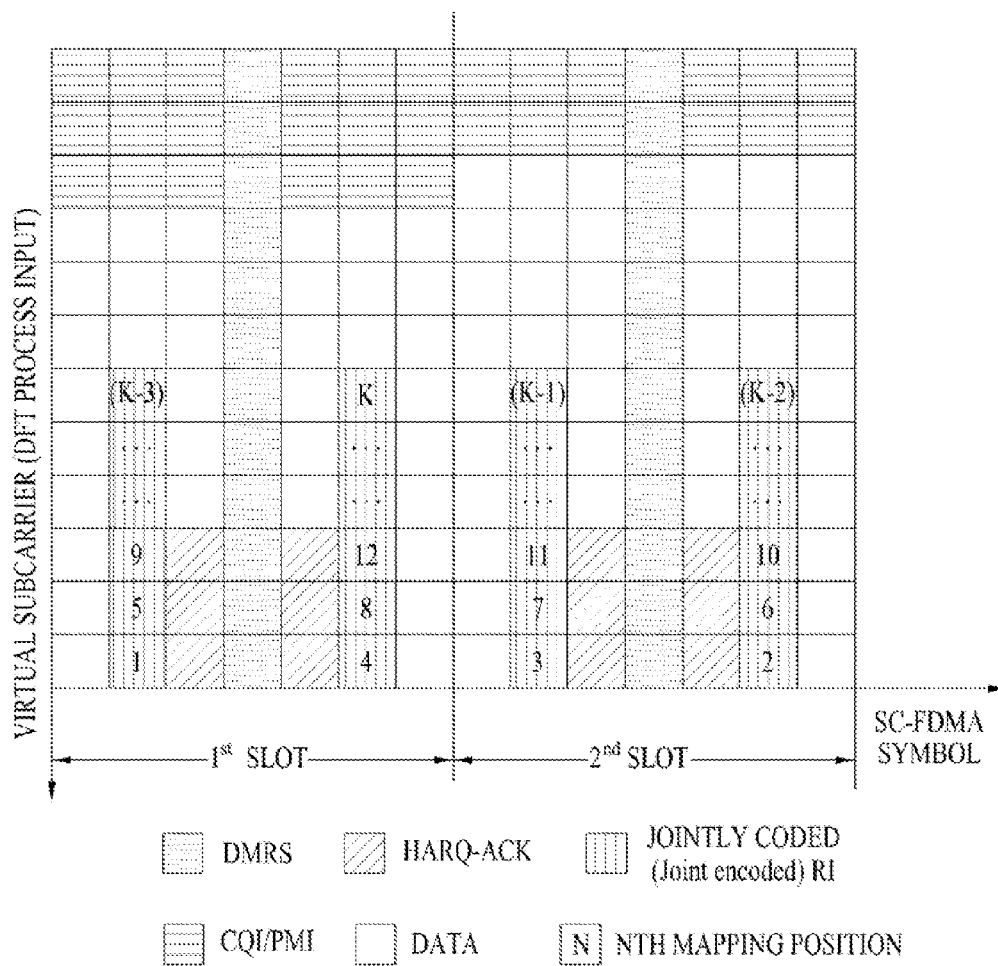 VIRTUAL SUBCARRIER (DFT PROCESS INPUT)
(K-3) K (K-1) (K-2)
9 12 11 10
5 8 7 6
1 4 3 2
1st SLOT 2nd SLOT
SC-FDMA
SYMBOL
DMRS HARQ-ACK JOINTLY CODED
(Joint encoded) RI
CQI/PMI DATA N NTH MAPPING POSITION